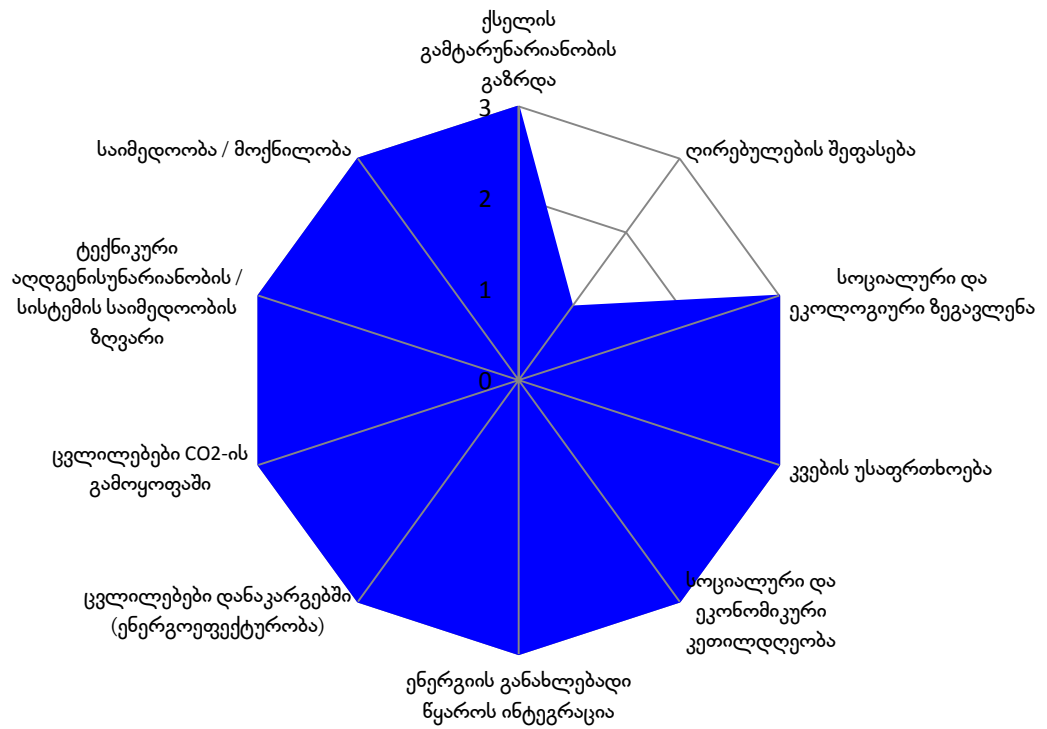 ქსელის
გამტარუნარიანობის
გაზრდა
ღირებულების შეფასება
სოციალური და
ეკოლოგიური ზეგავლენა
კვების უსაფრთხოება
სოციალური და
ეკონომიკური
კეთილდღეობა
ენერგიის განახლებადი
წყაროს ინტეგრაცია
ცვლილებები დანაკარგებში
(ენერგოეფექტურობა)
ცვლილებები CO2-ის
გამოყოფაში
ტექნიკური
აღდგენისუნარიანობის /
სისტემის საიმედოობის
ზღვარი
საიმედოობა / მოქნილობა
3
2
1
0